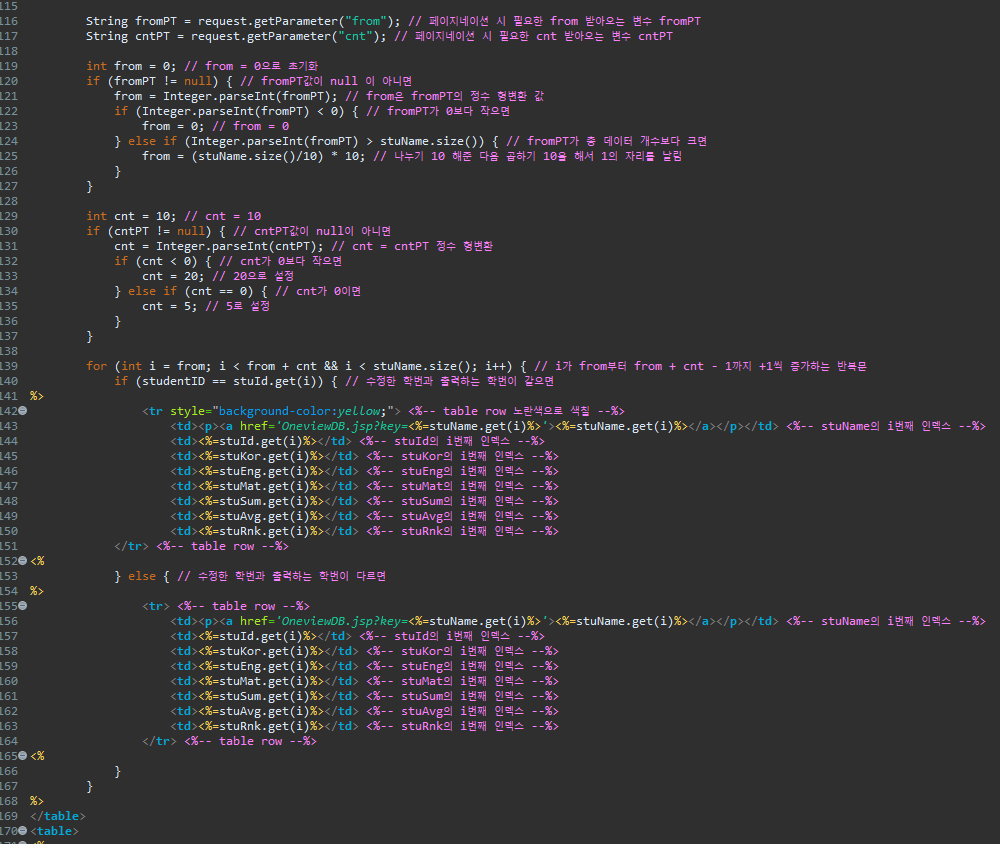 115
116 String fromPT = request.getParameter("from"); // 페이지네이션 시 필요한 from 받아오는 변수 fromPT
117 String cntPT = request.getParameter("cnt"); // 페이지네이션 시 필요한 cnt 받아오는 변수 cntPT
118
119 int from = 0; // from = 0으로 초기화
120 if (fromPT != null) { // fromPT값이 null 이 아니면
121 from = Integer.parseInt(fromPT); // from은 fromPT의 정수 형변환 값
122 if (Integer.parseInt(fromPT) < 0) { // fromPT가 0보다 작으면
123 from = 0; // from = 0
124 } else if (Integer.parseInt(fromPT) > stuName.size()) { // fromPT가 총 데이터 개수보다 크면
125 from = (stuName.size()/10) * 10; // 나누기 10 해준 다음 곱하기 10을 해서 1의 자리를 날림
126 }
127 }
128
129 int cnt = 10; // cnt = 10
130 if (cntPT != null) { // cntPT값이 null이 아니면
131 cnt = Integer.parseInt(cntPT); // cnt = cntPT 정수 형변환
132 if (cnt < 0) { // cnt가 0보다 작으면
133 cnt = 20; // 20으로 설정
134 } else if (cnt == 0) { // cnt가 0이면
135 cnt = 5; // 5로 설정
136 }
137 }
138
139 for (int i = from; i < from + cnt && i < stuName.size(); i++) { // i가 from부터 from + cnt - 1까지 +1씩 증가하는 반복문
140 if (studentID == stuId.get(i)) { // 수정한 학번과 출력하는 학번이 같으면
141 %>
142 <tr style="background-color:yellow;"> <%-- table row 노란색으로 색칠 --%>
143 <td><p><a href='OneviewDB.jsp?key=<%=stuName.get(i)%>'><%=stuName.get(i)%></a></p></td> <%-- stuName의 i번째 인덱스 --%>
144 <td><%=stuId.get(i)%></td> <%-- stuId의 i번째 인덱스 --%>
145 <td><%=stuKor.get(i)%></td> <%-- stuKor의 i번째 인덱스 --%>
146 <td><%=stuEng.get(i)%></td> <%-- stuEng의 i번째 인덱스 --%>
147 <td><%=stuMat.get(i)%></td> <%-- stuMat의 i번째 인덱스 --%>
148 <td><%=stuSum.get(i)%></td> <%-- stuSum의 i번째 인덱스 --%>
149 <td><%=stuAvg.get(i)%></td> <%-- stuAvg의 i번째 인덱스 --%>
150 <td><%=stuRnk.get(i)%></td> <%-- stuRnk의 i번째 인덱스 --%>
151 </tr> <%-- table row --%>
152 <%
153 } else { // 수정한 학번과 출력하는 학번이 다르면
154 %>
155 <tr> <%-- table row --%>
156 <td><p><a href='OneviewDB.jsp?key=<%=stuName.get(i)%>'><%=stuName.get(i)%></a></p></td> <%-- stuName의 i번째 인덱스 --%>
157 <td><%=stuId.get(i)%></td> <%-- stuId의 i번째 인덱스 --%>
158 <td><%=stuKor.get(i)%></td> <%-- stuKor의 i번째 인덱스 --%>
159 <td><%=stuEng.get(i)%></td> <%-- stuEng의 i번째 인덱스 --%>
160 <td><%=stuMat.get(i)%></td> <%-- stuMat의 i번째 인덱스 --%>
161 <td><%=stuSum.get(i)%></td> <%-- stuSum의 i번째 인덱스 --%>
162 <td><%=stuAvg.get(i)%></td> <%-- stuAvg의 i번째 인덱스 --%>
163 <td><%=stuRnk.get(i)%></td> <%-- stuRnk의 i번째 인덱스 --%>
164 </tr> <%-- table row --%>
165 <%
166 }
167 }
168 %>
169 </table>
170 <table>